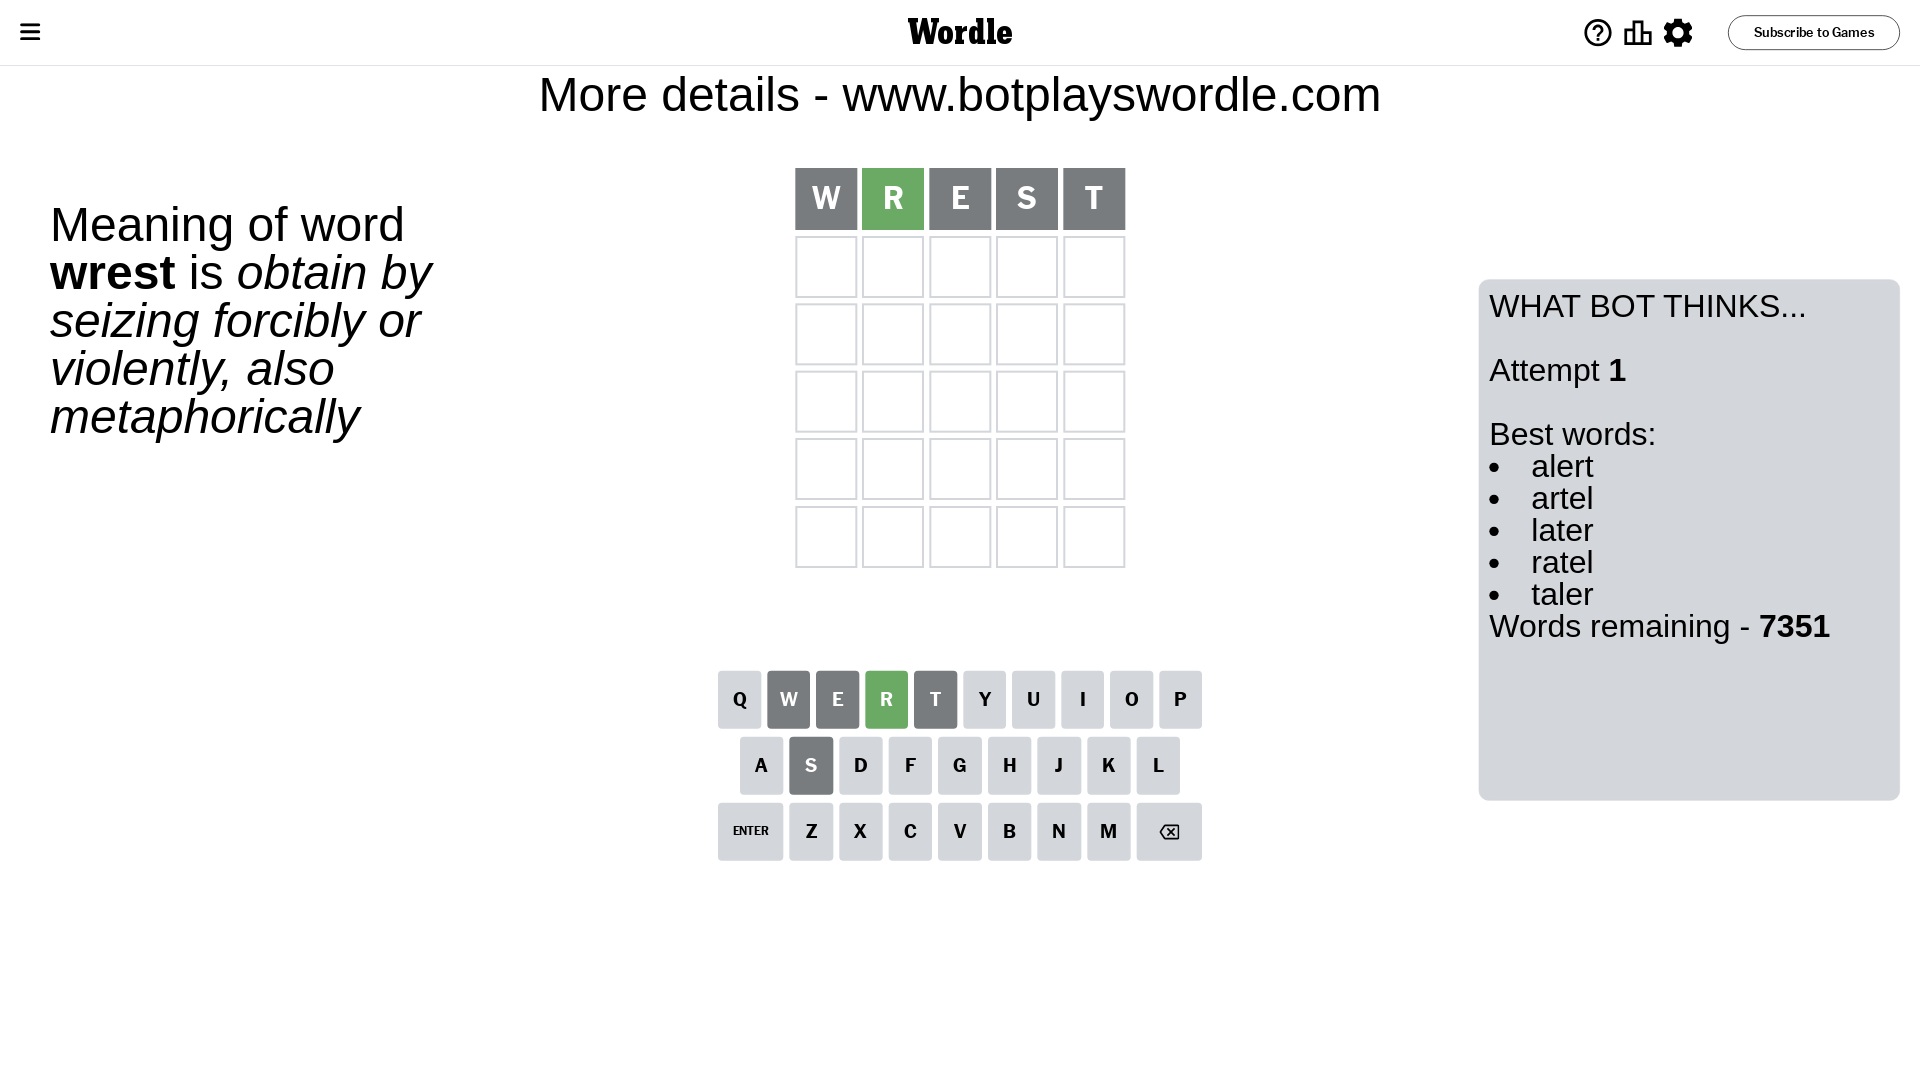 Wordle
Subscribe to Games
More details - www.botplayswordle.com
Meaning of word
wrest is obtain by
seizing forcibly or
violently, also
metaphorically
W R E S T
WHAT BOT THINKS...
Attempt 1
Best words:
• alert
• artel
• later
• ratel
• taler
Words remaining - 7351
Q W E R T Y U I O P
A S D F G H J K L
ENTER Z X C V B N M